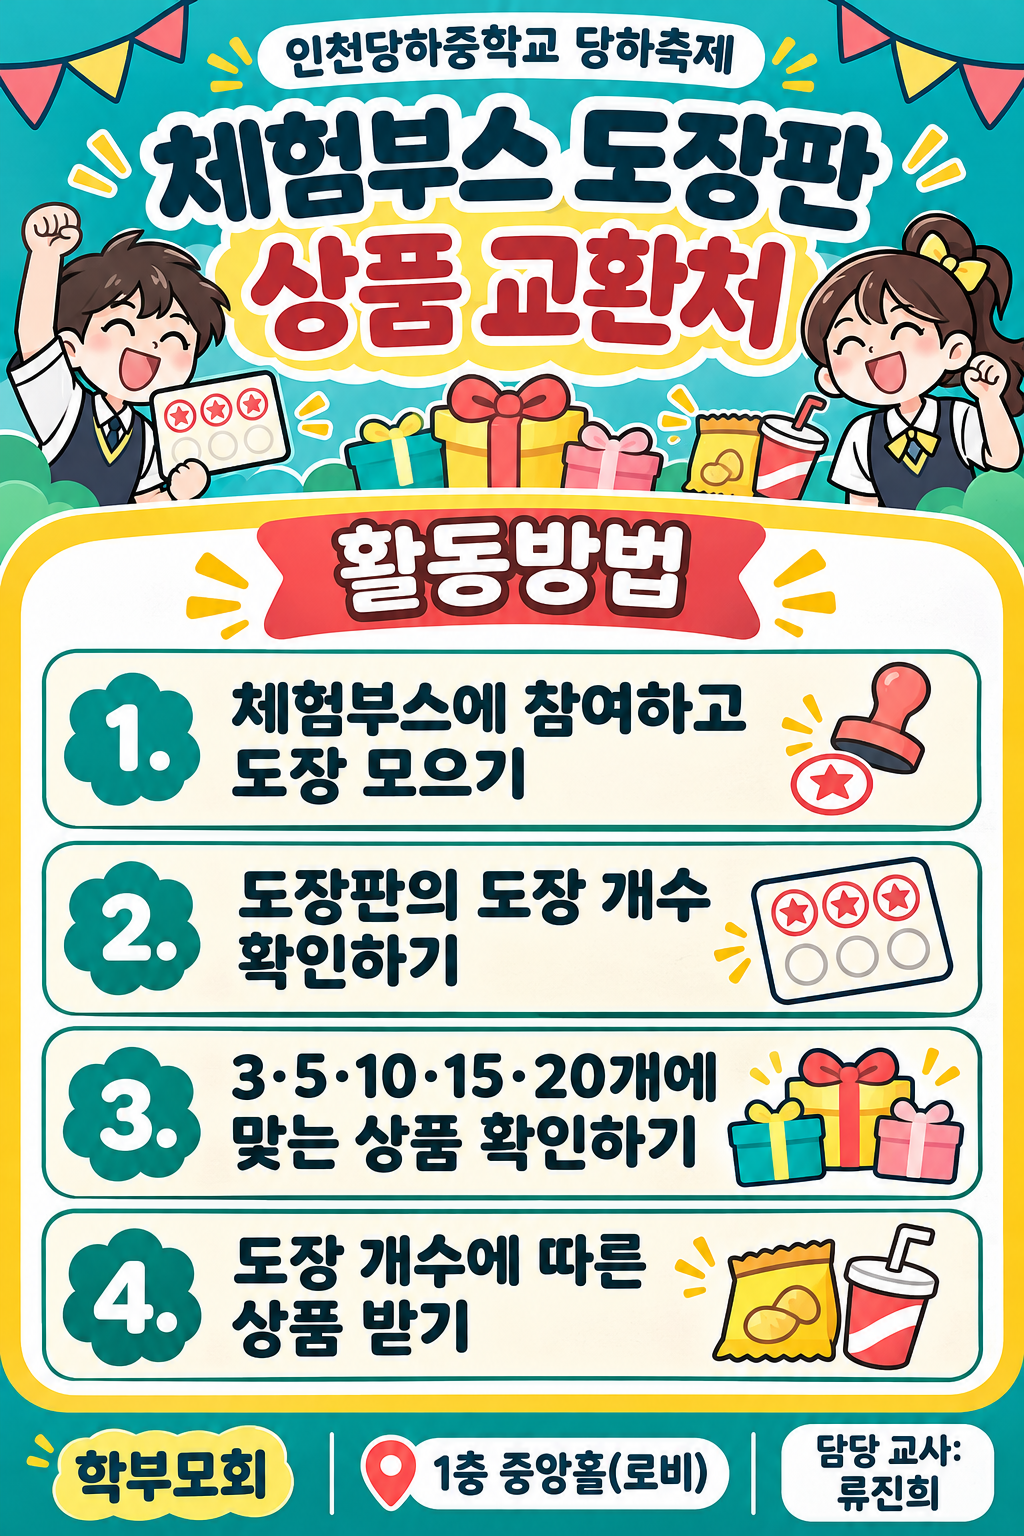 인천당하중학교 당하축제
체험부스 도장판
상품 교환처
활동방법
1.
체험부스에 참여하고
도장 모으기
2.
도장판의 도장 개수
확인하기
3.
3·5·10·15·20개에
맞는 상품 확인하기
4.
도장 개수에 따른
상품 받기
학부모회
1층 중앙홀(로비)
담당 교사:
류진희